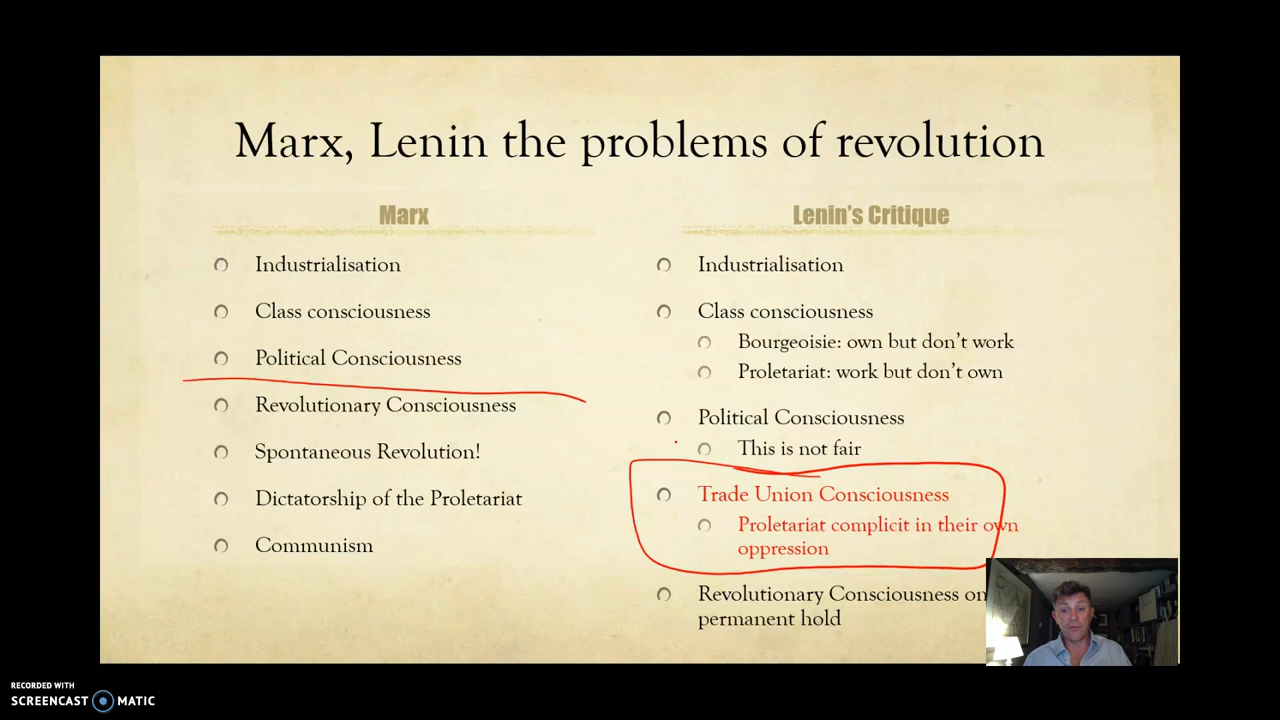 Marx, Lenin the problems of revolution
Marx
Industrialisation
Class consciousness
Political Consciousness
Revolutionary Consciousness
Spontaneous Revolution!
Dictatorship of the Proletariat
Communism
Lenin's Critique
Industrialisation
Class consciousness
Bourgeoisie: own but don't work
Proletariat: work but don't own
Political Consciousness
This is not fair
Trade Union Consciousness
Proletariat complicit in their own
oppression
Revolutionary Consciousness on
permanent hold
RECORDED WITH
SCREENCAST MATIC